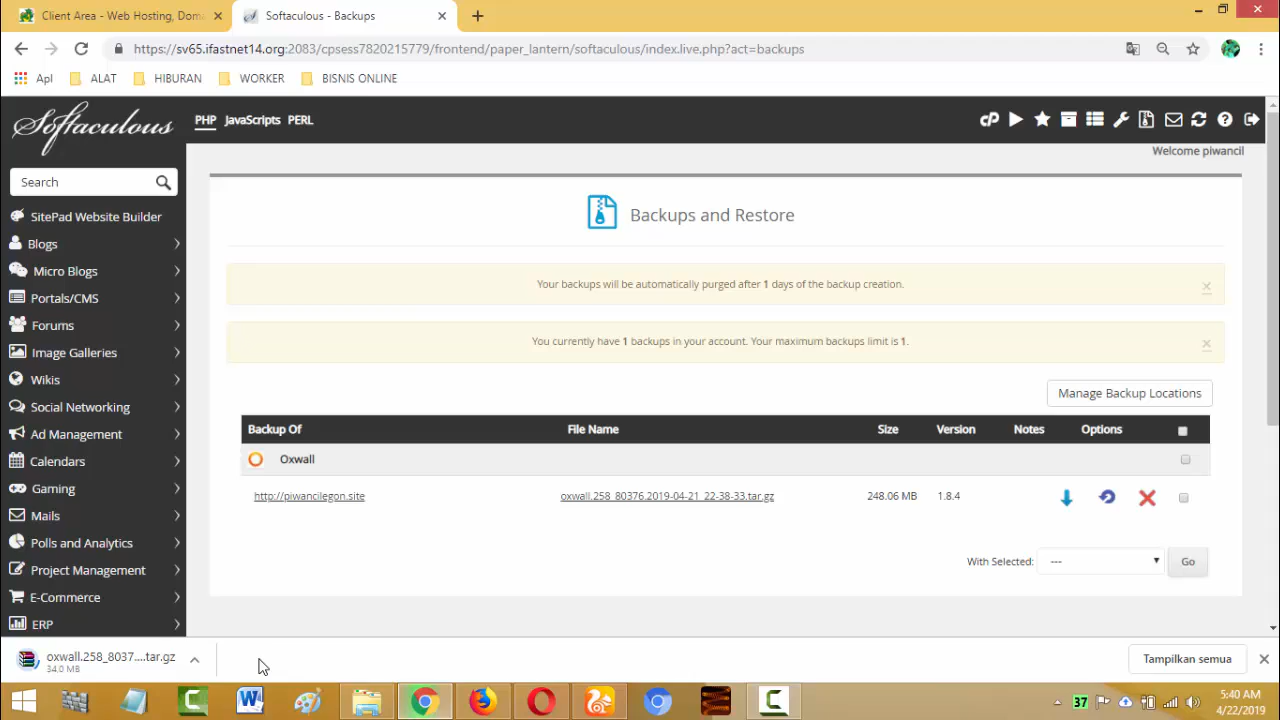 Client Area - Web Hosting, Dom
Softaculous - Backups
https://sv65.ifastnet14.org:2083/cpsess7820215779/frontend/paper_lantern/softaculous/index.live.php?act=backups
Apl
ALAT
HIBURAN
WORKER
BISNIS ONLINE
Softaculous
PHP JavaScripts PERL
cP
Welcome piwancil
Search
SitePad Website Builder
Blogs
Micro Blogs
Portals/CMS
Forums
Image Galleries
Wikis
Social Networking
Ad Management
Calendars
Gaming
Mails
Polls and Analytics
Project Management
E-Commerce
ERP
Backups and Restore
Your backups will be automatically purged after 1 days of the backup creation.
You currently have 1 backups in your account. Your maximum backups limit is 1.
Manage Backup Locations
Backup Of File Name Size Version Notes Options
Oxwall
http://piwancilegon.site oxwall.258_80376.2019-04-21_22-38-33.tar.gz 248.06 MB 1.8.4
With Selected: --- Go
oxwall.258_8037....tar.gz
34.0 MB
Tampilkan semua
37
5:40 AM
4/22/2019